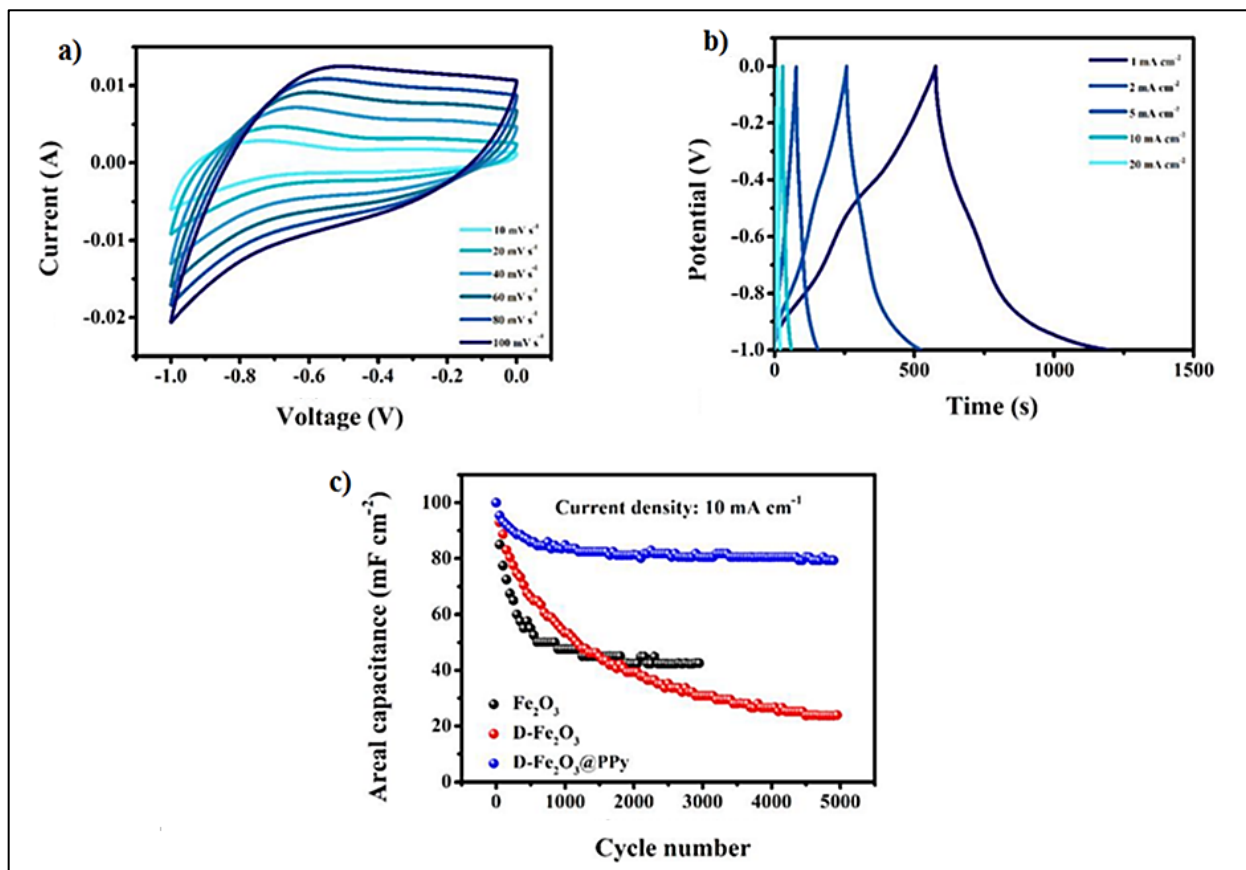 a)
0.01
0.00
-0.01
-0.02
Current (A)
-1.0 -0.8 -0.6 -0.4 -0.2 0.0
Voltage (V)
10 mV s⁻¹
20 mV s⁻¹
40 mV s⁻¹
60 mV s⁻¹
80 mV s⁻¹
100 mV s⁻¹
b)
0.0
-0.2
-0.4
-0.6
-0.8
-1.0
Potential (V)
0 500 1000 1500
Time (s)
1 mA cm⁻²
2 mA cm⁻²
5 mA cm⁻²
10 mA cm⁻²
20 mA cm⁻²
c)
100
80
60
40
20
0
Areal capacitance (mF cm⁻²)
Current density: 10 mA cm⁻¹
Fe₂O₃
D-Fe₂O₃
D-Fe₂O₃@PPy
0 1000 2000 3000 4000 5000
Cycle number